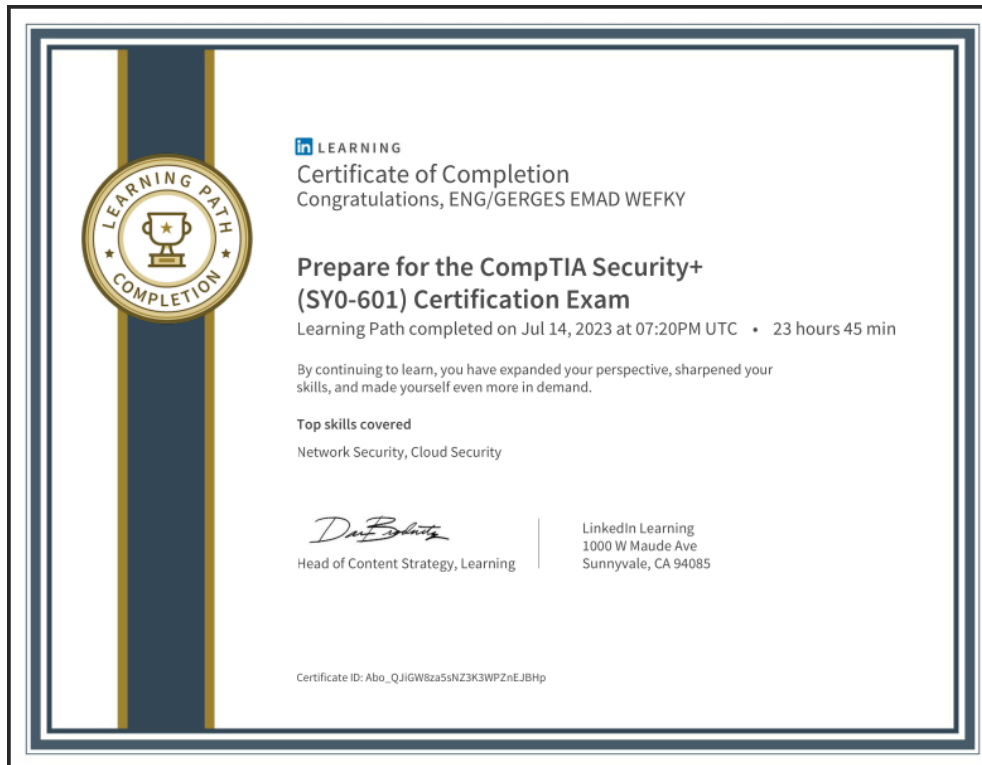 LEARNING PATH
COMPLETION
in LEARNING
Certificate of Completion
Congratulations, ENG/GERGES EMAD WEFKY
Prepare for the CompTIA Security+
(SY0-601) Certification Exam
Learning Path completed on Jul 14, 2023 at 07:20PM UTC • 23 hours 45 min
By continuing to learn, you have expanded your perspective, sharpened your
skills, and made yourself even more in demand.
Top skills covered
Network Security, Cloud Security
Head of Content Strategy, Learning
LinkedIn Learning
1000 W Maude Ave
Sunnyvale, CA 94085
Certificate ID: Abo_QJiGW8za5sNZ3K3WPZnEJBHp